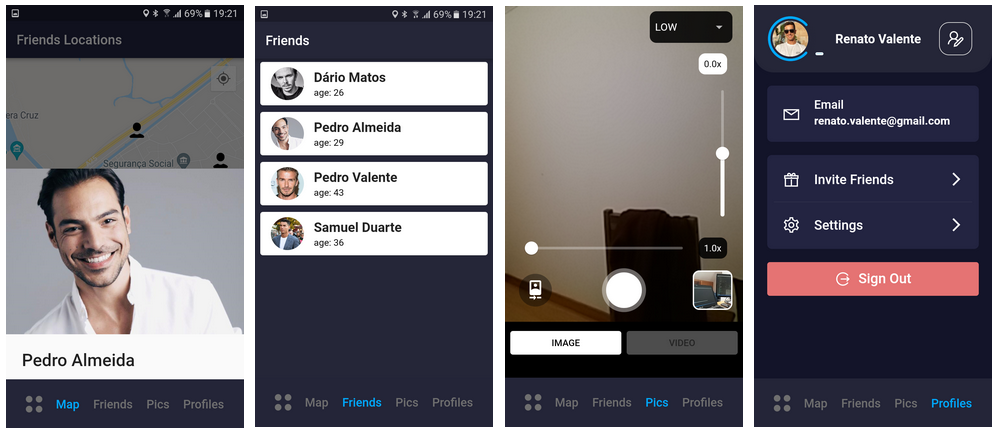 69% 19:21
Friends Locations
era Cruz
Segurança Social
Pedro Almeida
Map Friends Pics Profiles
69% 19:21
Friends
Dário Matos
age: 26
Pedro Almeida
age: 29
Pedro Valente
age: 43
Samuel Duarte
age: 36
Map Friends Pics Profiles
LOW
0.0x
1.0x
IMAGE VIDEO
Map Friends Pics Profiles
Renato Valente
Email
renato.valente@gmail.com
Invite Friends
Settings
Sign Out
Map Friends Pics Profiles